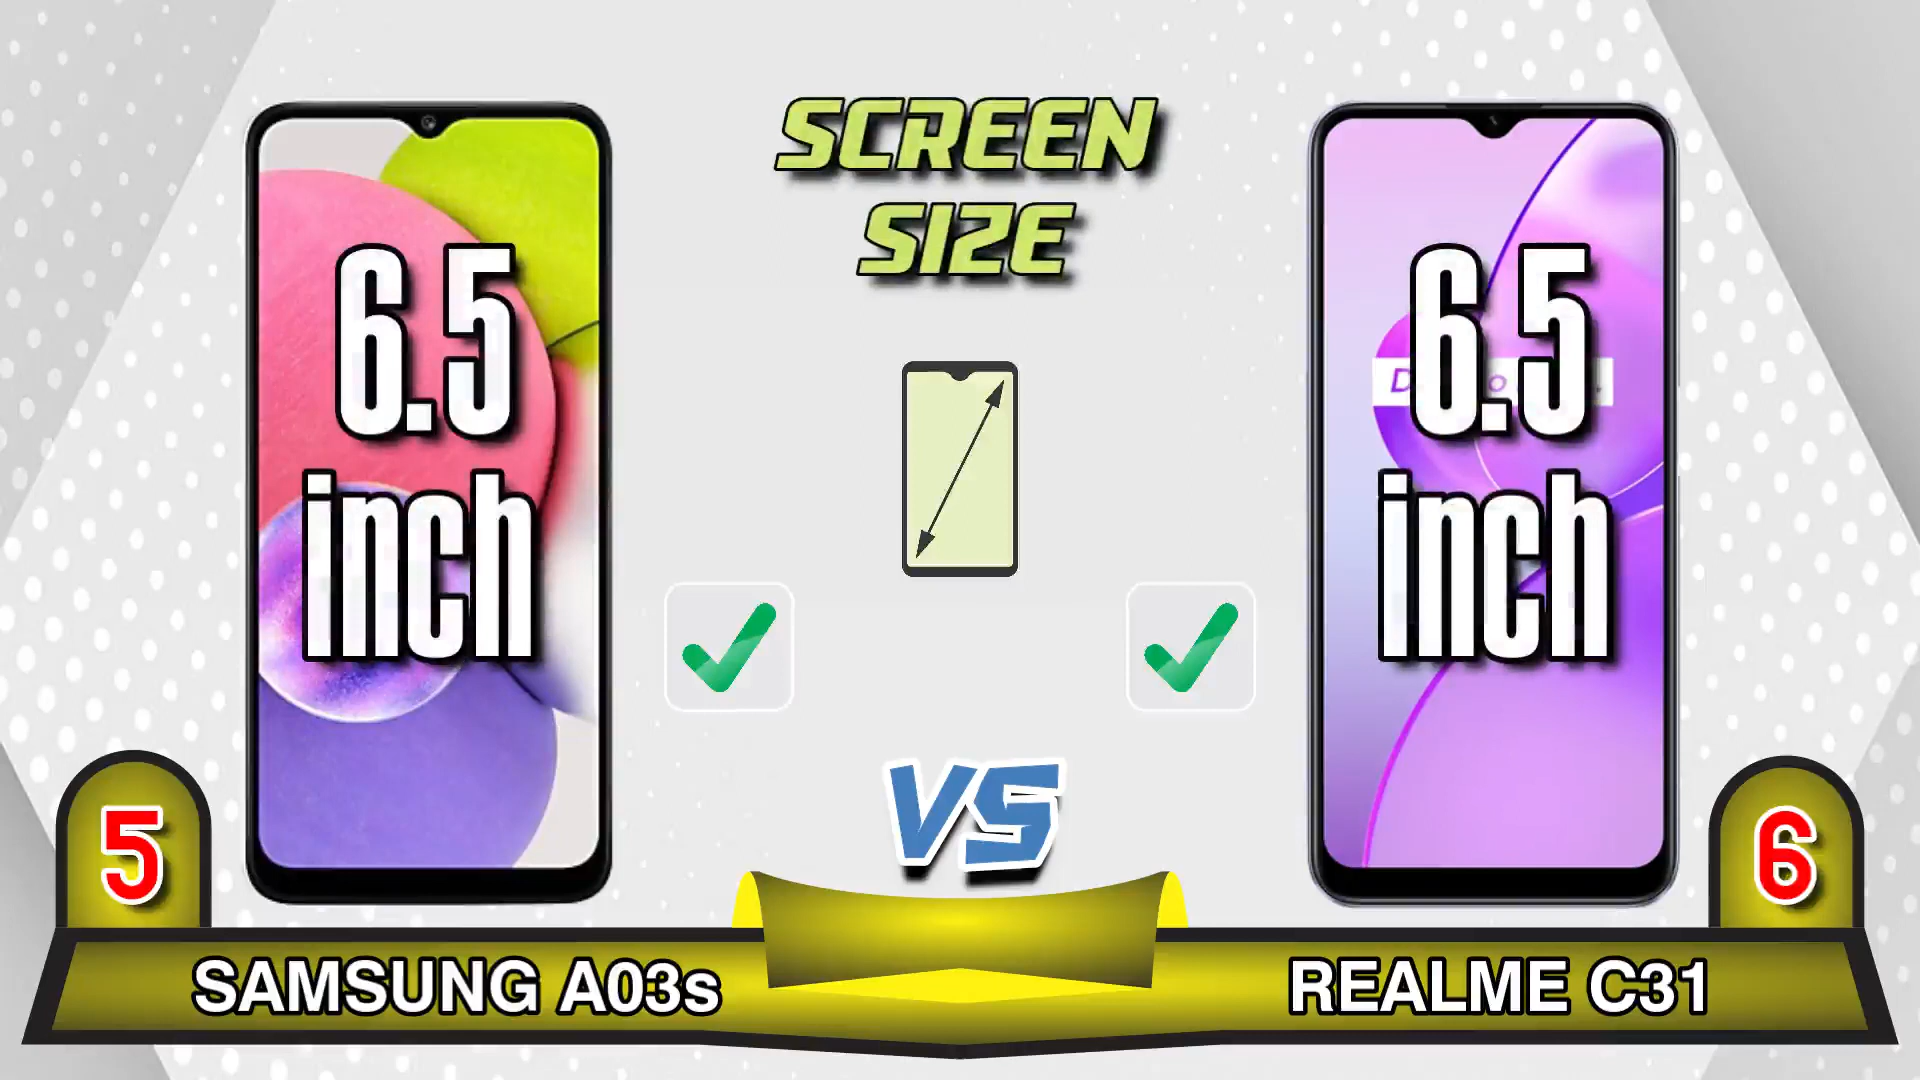 SCREEN
SIZE
6.5
inch
6.5
inch
VS
5
6
SAMSUNG A03s
REALME C31